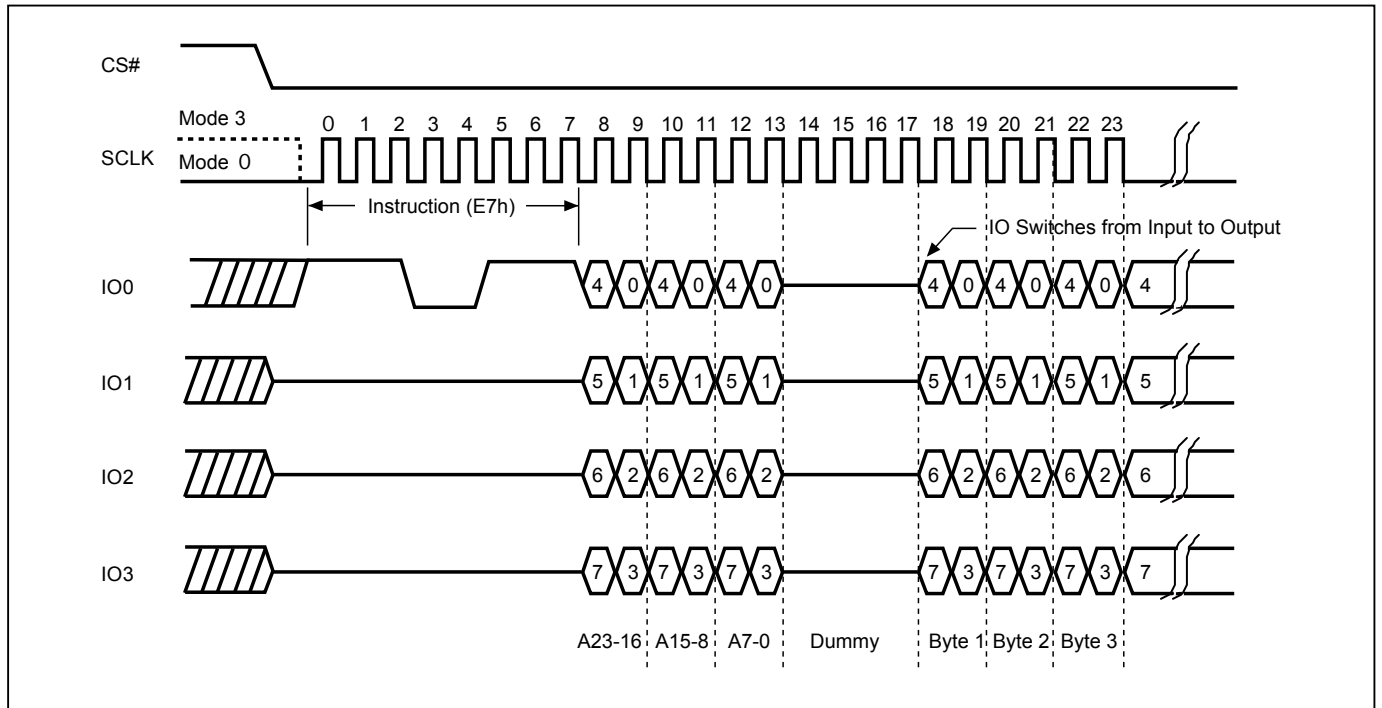 CS#
Mode 3
0 1 2 3 4 5 6 7 8 9 10 11 12 13 14 15 16 17 18 19 20 21 22 23
SCLK
Mode 0
Instruction (E7h)
IO Switches from Input to Output
IO0
4 0 4 0 4 0 4 0 4 0 4 0 4
IO1
5 1 5 1 5 1 5 1 5 1 5 1 5
IO2
6 2 6 2 6 2 6 2 6 2 6 2 6
IO3
7 3 7 3 7 3 7 3 7 3 7 3 7
A23-16 A15-8 A7-0 Dummy Byte 1 Byte 2 Byte 3